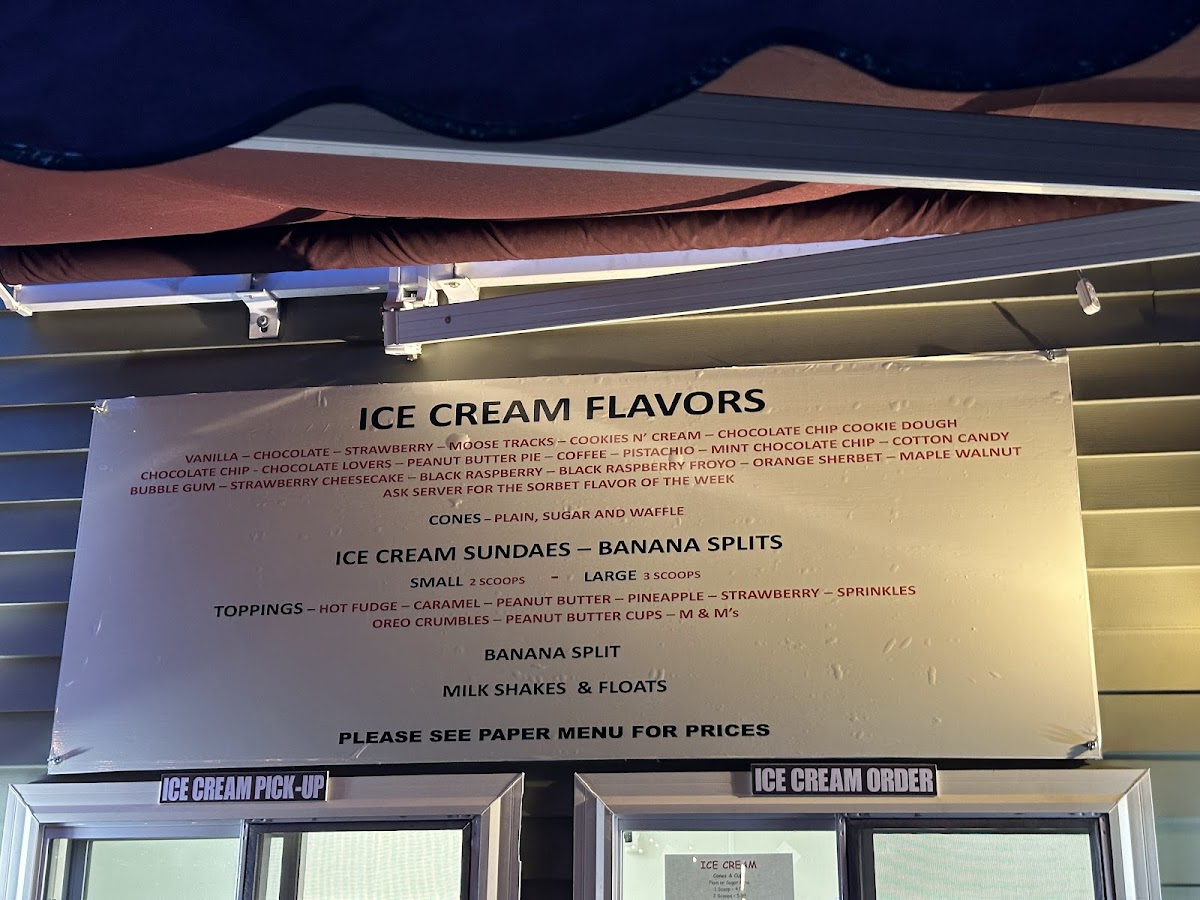 ICE CREAM FLAVORS
VANILLA – CHOCOLATE – STRAWBERRY – MOOSE TRACKS – COOKIES N' CREAM – CHOCOLATE CHIP COOKIE DOUGH
CHOCOLATE CHIP - CHOCOLATE LOVERS – PEANUT BUTTER PIE – COFFEE – PISTACHIO – MINT CHOCOLATE CHIP – COTTON CANDY
BUBBLE GUM – STRAWBERRY CHEESECAKE – BLACK RASPBERRY – BLACK RASPBERRY FROYO – ORANGE SHERBET – MAPLE WALNUT
ASK SERVER FOR THE SORBET FLAVOR OF THE WEEK
CONES – PLAIN, SUGAR AND WAFFLE
ICE CREAM SUNDAES – BANANA SPLITS
SMALL 2 SCOOPS - LARGE 3 SCOOPS
TOPPINGS – HOT FUDGE – CARAMEL – PEANUT BUTTER – PINEAPPLE – STRAWBERRY – SPRINKLES
OREO CRUMBLES – PEANUT BUTTER CUPS – M & M's
BANANA SPLIT
MILK SHAKES & FLOATS
PLEASE SEE PAPER MENU FOR PRICES
ICE CREAM PICK-UP
ICE CREAM ORDER
ICE CREAM
Cones &